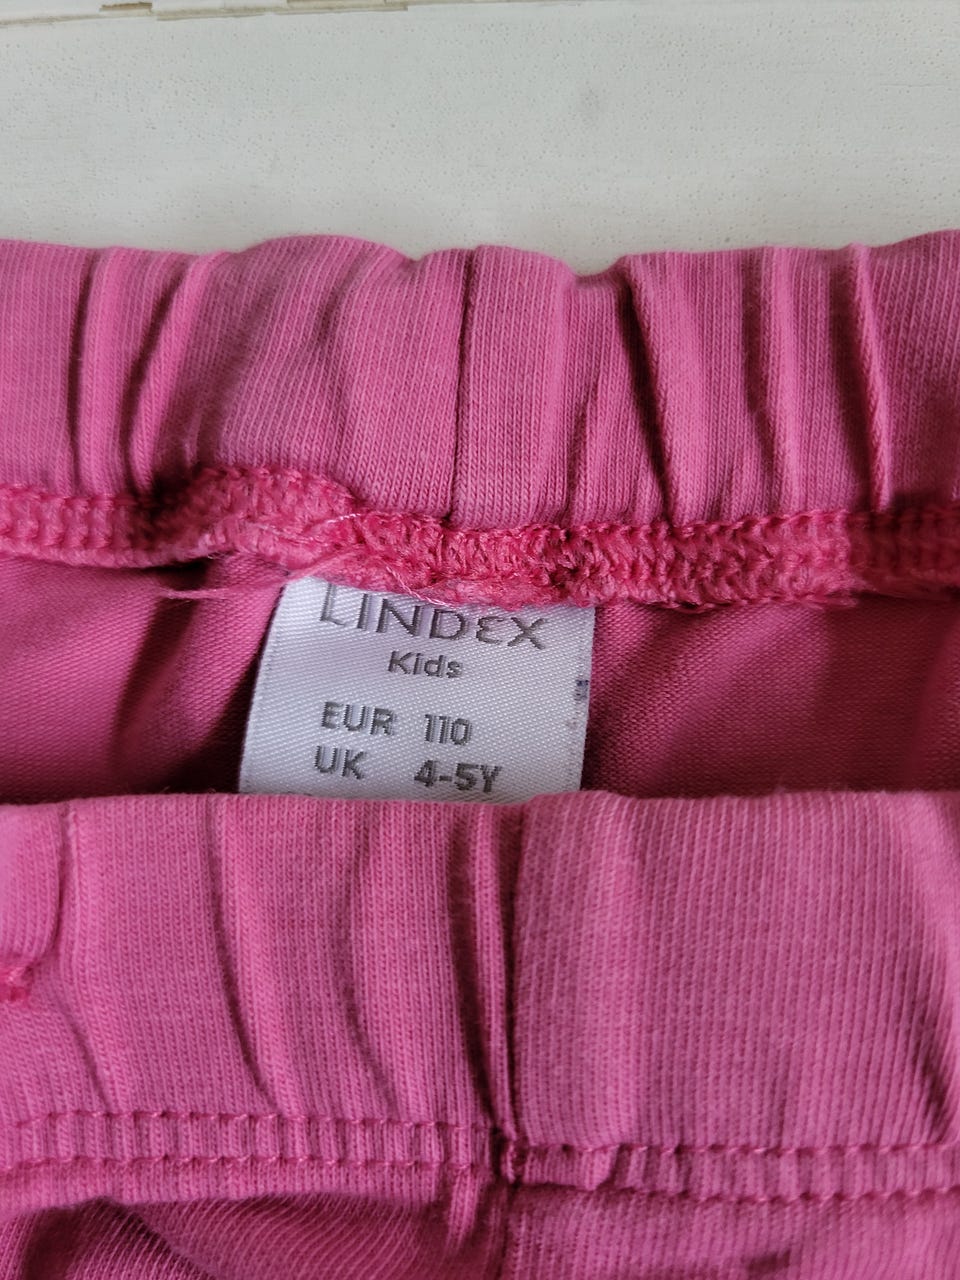 LINDEX
Kids
EUR 110
UK 4-5Y